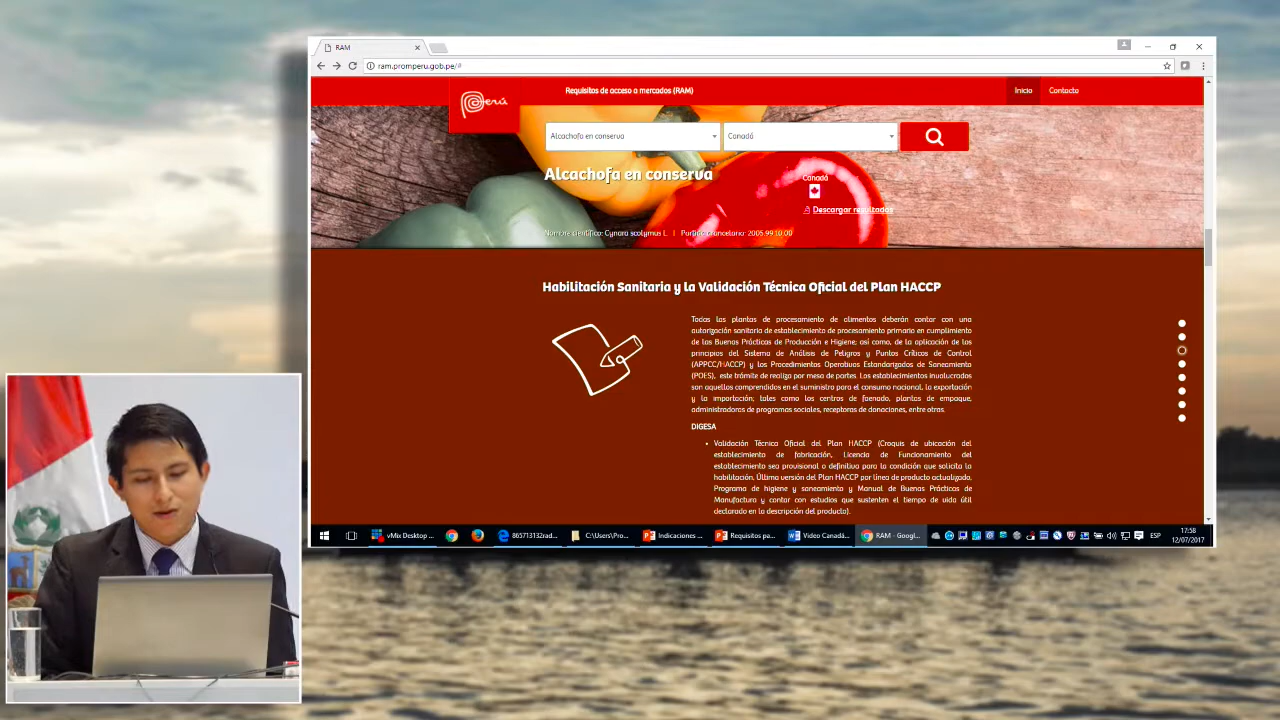 RAM
ram.promperu.gob.pe/#
Perú
Requisitos de acceso a mercados (RAM)
Inicio
Contacto
Alcachofa en conserva
Canadá
Alcachofa en conserva
Canadá
Descargar resultados
Nombre científico: Cynara scolymus L. | Partida arancelaria: 2005.99.10.00
Habilitación Sanitaria y la Validación Técnica Oficial del Plan HACCP
Todas las plantas de procesamiento de alimentos deberán contar con una
autorización sanitaria de establecimiento de procesamiento primario en cumplimiento
de las Buenas Prácticas de Producción e Higiene; así como, de la aplicación de los
principios del Sistema de Análisis de Peligros y Puntos Críticos de Control
(APPCC/HACCP) y los Procedimientos Operativos Estandarizados de Saneamiento
(POES), este trámite de realiza por mesa de partes. Los establecimientos involucrados
son aquellos comprendidos en el suministro para el consumo nacional, la exportación
y la importación; tales como los centros de faenado, plantas de empaque,
administradoras de programas sociales, receptoras de donaciones, entre otras.
DIGESA
• Validación Técnica Oficial del Plan HACCP (Croquis de ubicación del
establecimiento de fabricación, Licencia de Funcionamiento del
establecimiento sea provisional o definitiva para la condición que solicita la
habilitación. Última versión del Plan HACCP por línea de producto actualizado,
Programa de higiene y saneamiento y Manual de Buenas Prácticas de
Manufactura y contar con estudios que sustenten el tiempo de vida útil
declarado en la descripción del producto).
vMix Desktop ...
865713132rad...
C:\Users\Pro...
Indicaciones ...
Requisitos pa...
Video Canadá...
RAM - Googl...
ESP
17:58
12/07/2017